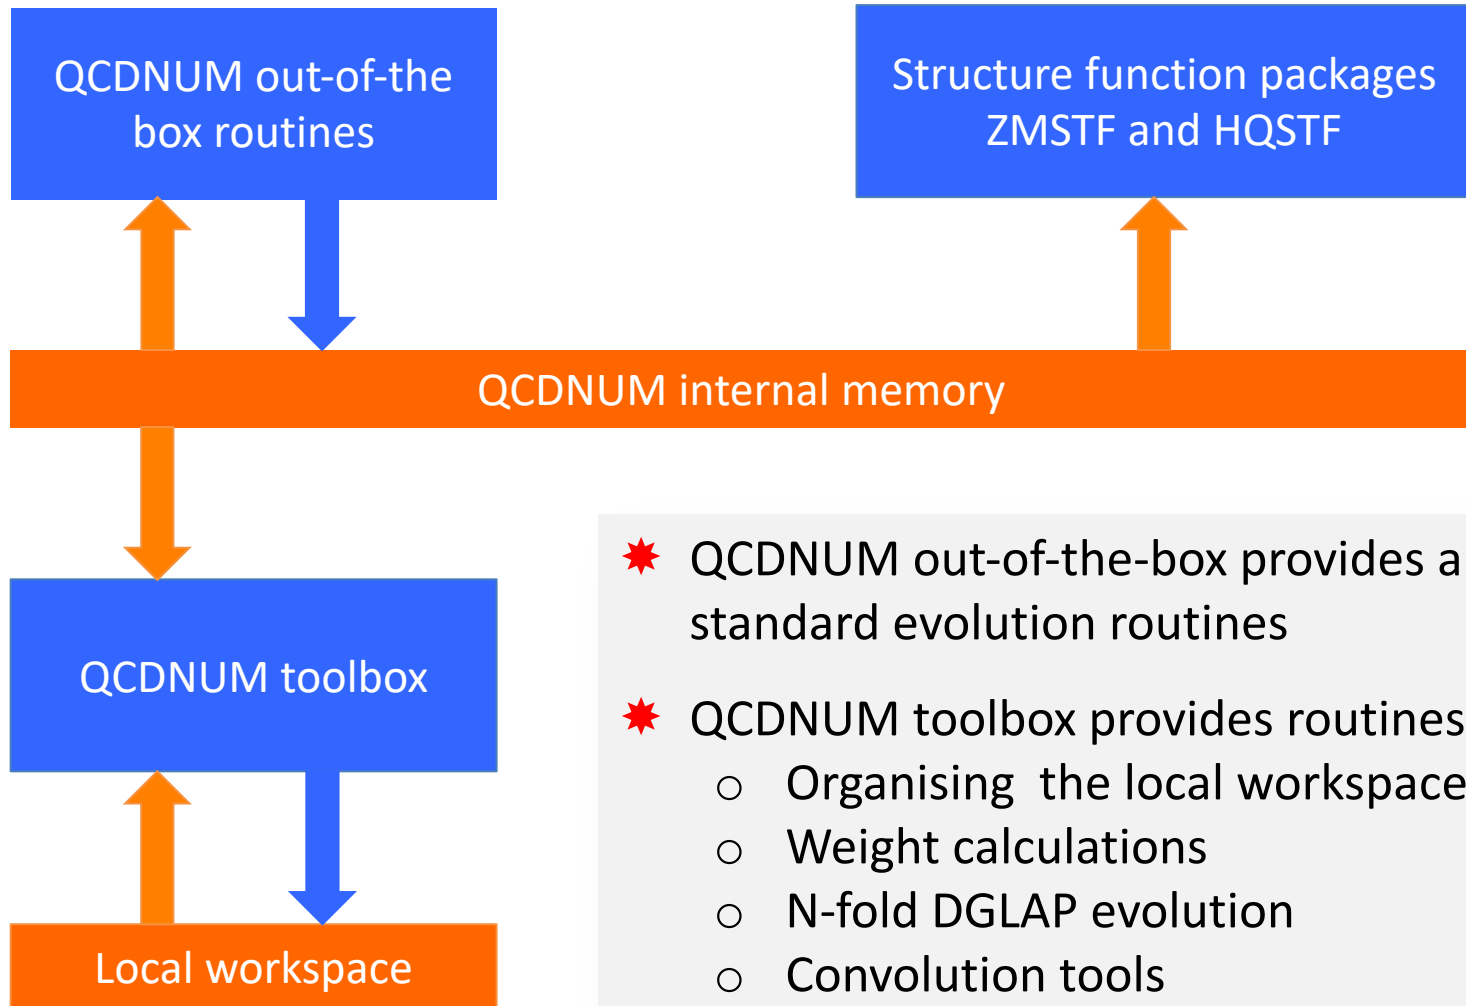 QCDNUM out-of-the
box routines
Structure function packages
ZMSTF and HQSTF
QCDNUM internal memory
QCDNUM toolbox
Local workspace
QCDNUM out-of-the-box provides a
standard evolution routines
QCDNUM toolbox provides routines
o Organising the local workspace
o Weight calculations
o N-fold DGLAP evolution
o Convolution tools